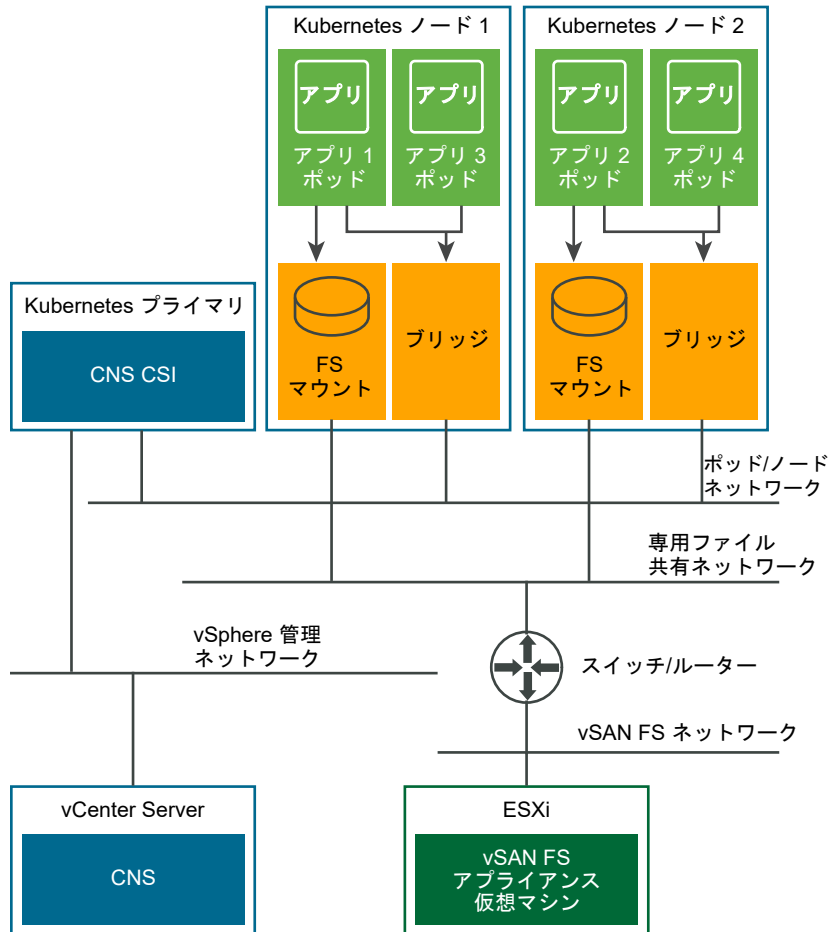 Kubernetes ノード 1
アプリ
アプリ 1
ポッド
アプリ
アプリ 3
ポッド
FS
マウント
ブリッジ
Kubernetes ノード 2
アプリ
アプリ 2
ポッド
アプリ
アプリ 4
ポッド
FS
マウント
ブリッジ
Kubernetes プライマリ
CNS CSI
ポッド/ノード
ネットワーク
専用ファイル
共有ネットワーク
vSphere 管理
ネットワーク
スイッチ/ルーター
vSAN FS ネットワーク
vCenter Server
CNS
ESXi
vSAN FS
アプライアンス
仮想マシン